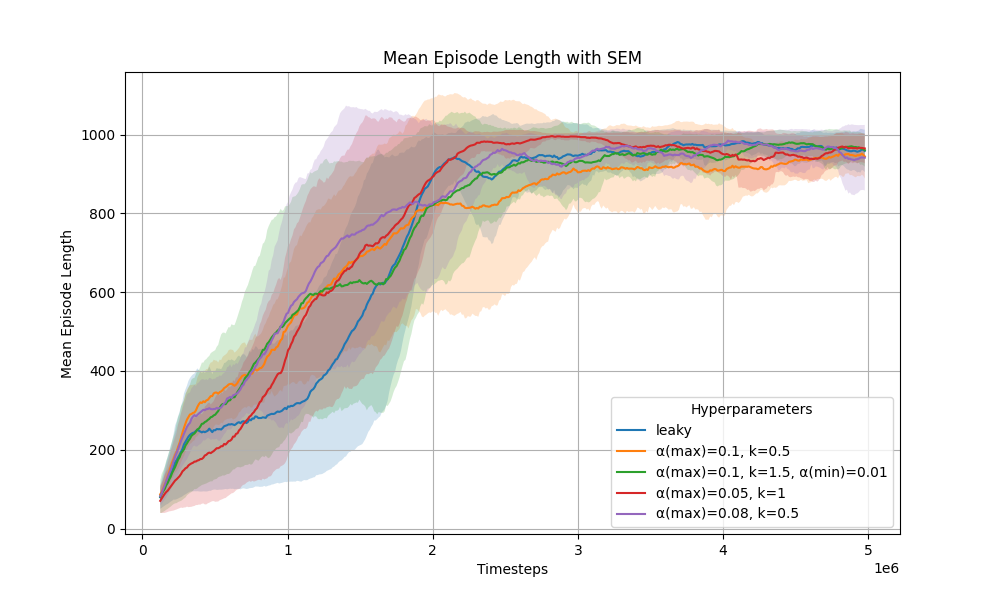 Mean Episode Length with SEM
Mean Episode Length
1000
800
600
400
200
0
0 1 2 3 4 5
1e6
Timesteps
Hyperparameters
leaky
α(max)=0.1, k=0.5
α(max)=0.1, k=1.5, α(min)=0.01
α(max)=0.05, k=1
α(max)=0.08, k=0.5